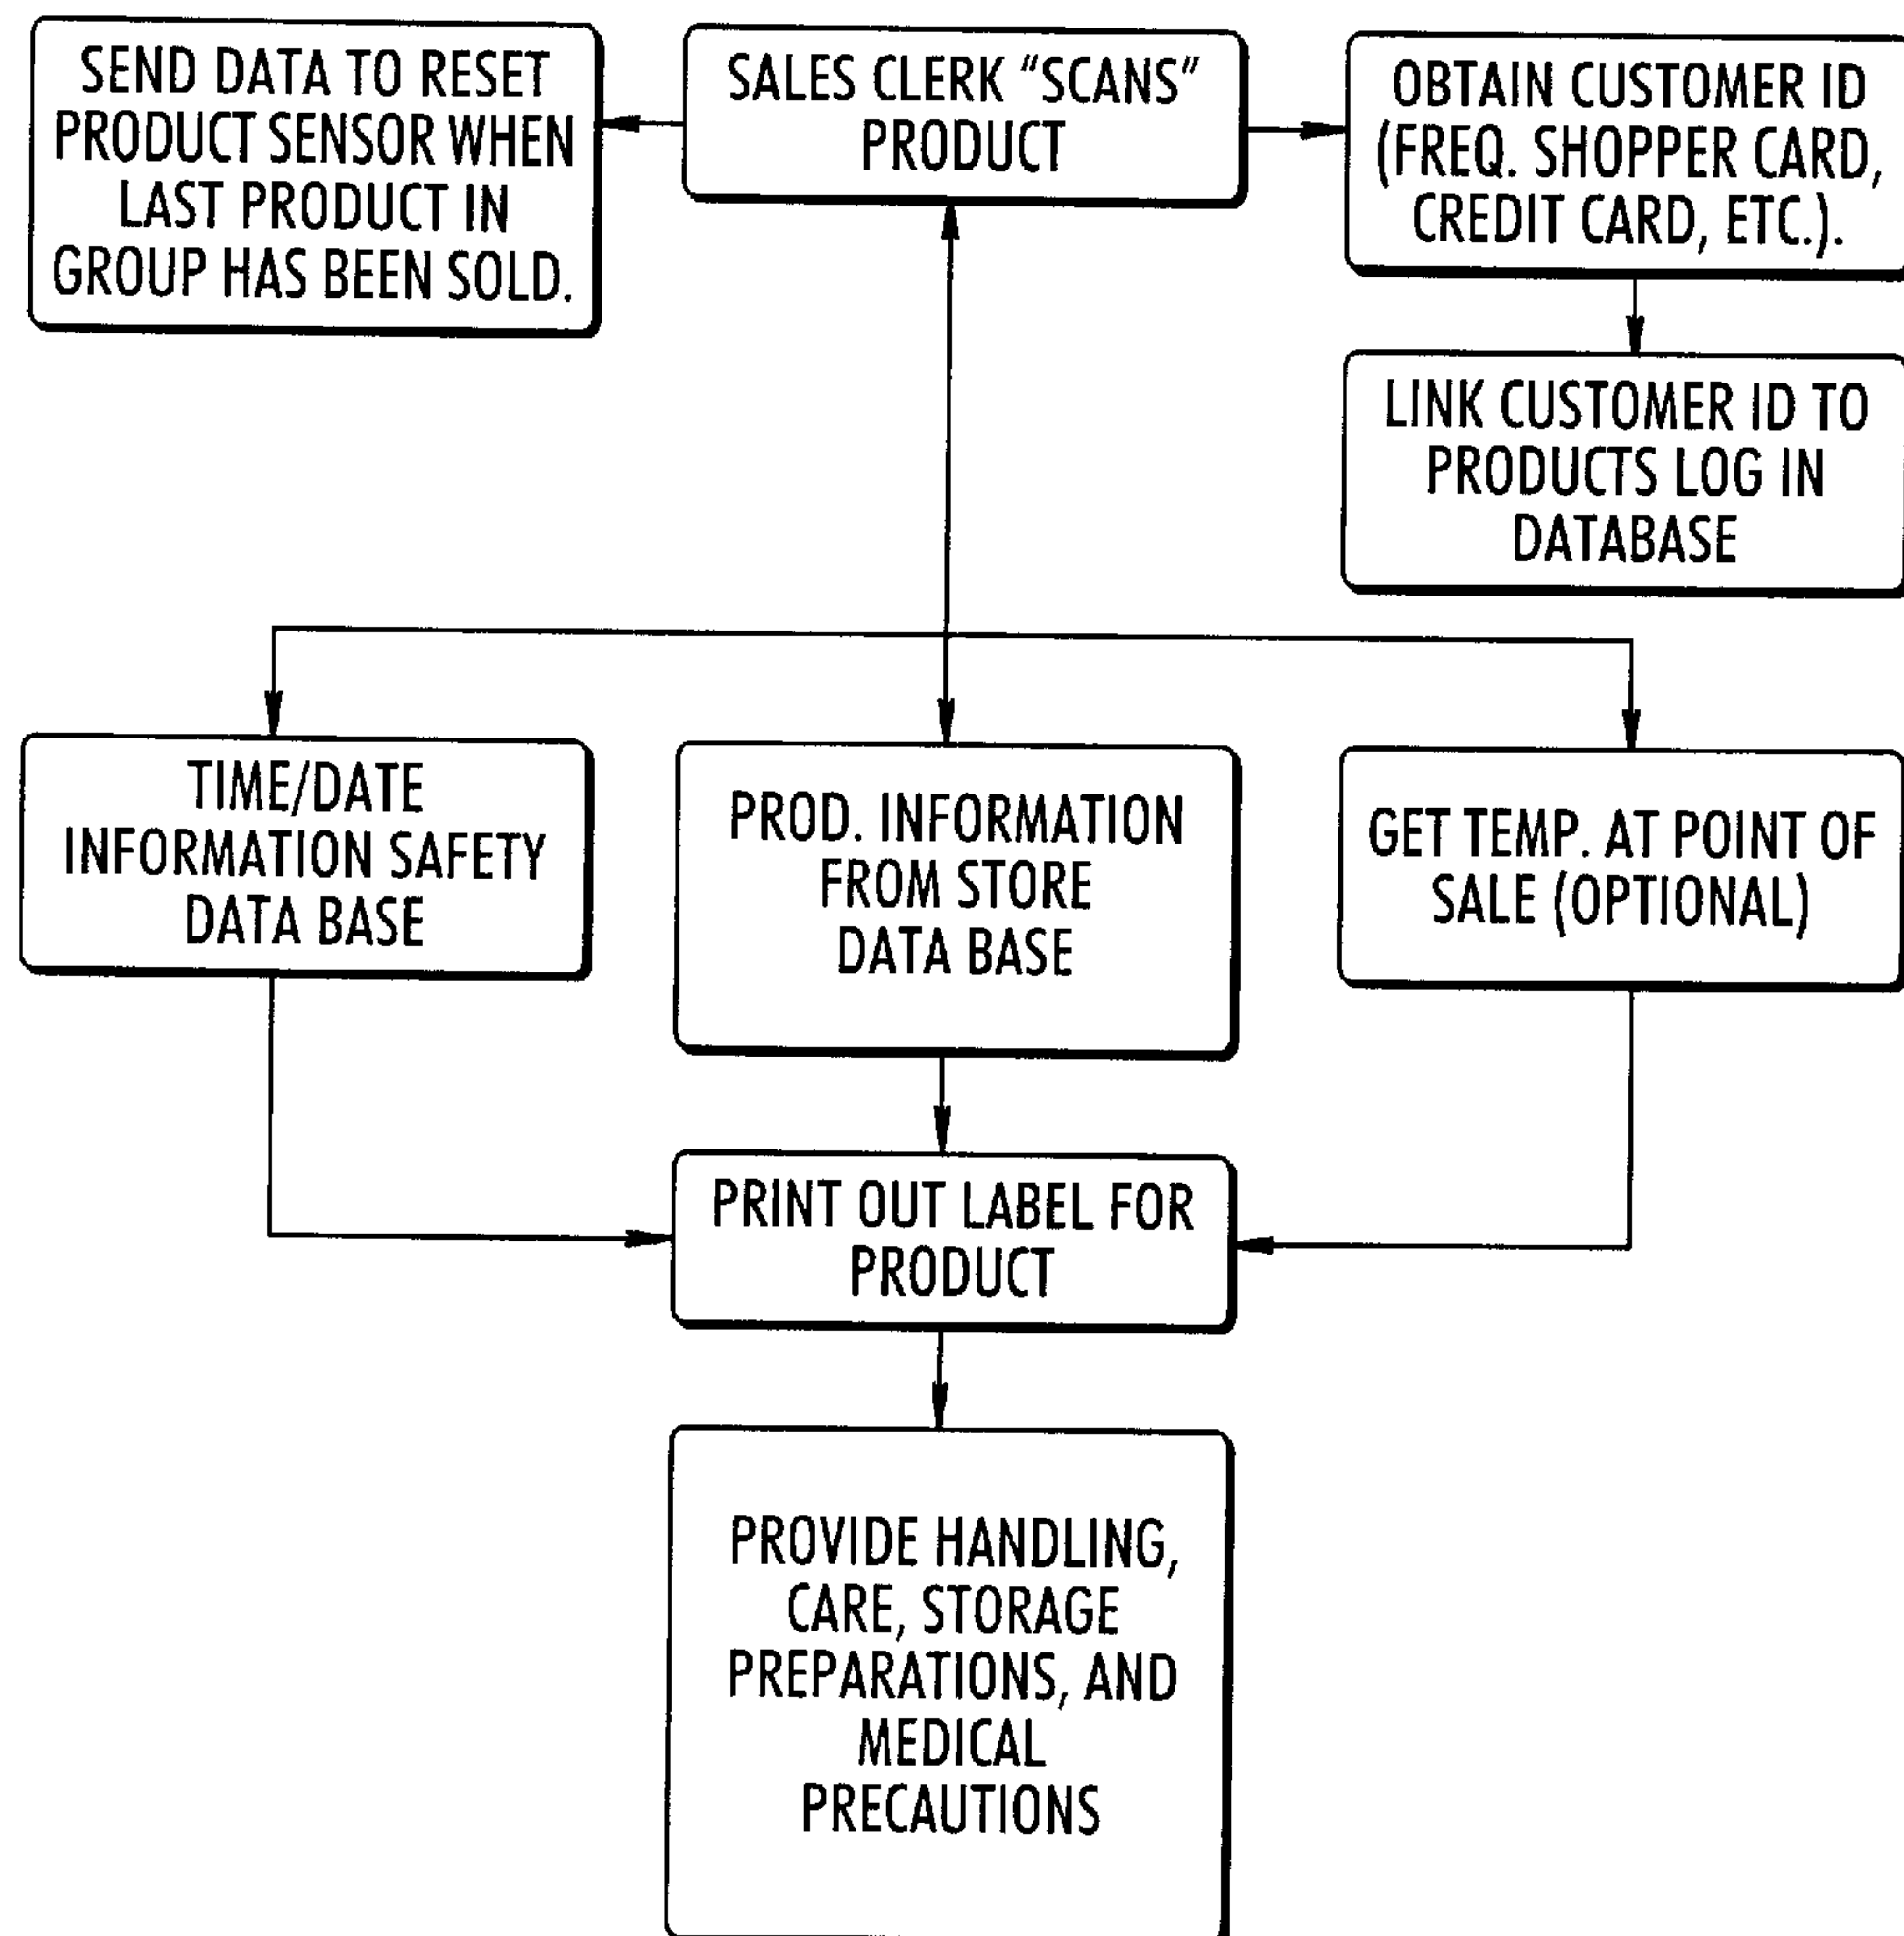 SEND DATA TO RESET
PRODUCT SENSOR WHEN
LAST PRODUCT IN
GROUP HAS BEEN SOLD.
SALES CLERK "SCANS"
PRODUCT
OBTAIN CUSTOMER ID
(FREQ. SHOPPER CARD,
CREDIT CARD, ETC.).
LINK CUSTOMER ID TO
PRODUCTS LOG IN
DATABASE
TIME/DATE
INFORMATION SAFETY
DATA BASE
PROD. INFORMATION
FROM STORE
DATA BASE
GET TEMP. AT POINT OF
SALE (OPTIONAL)
PRINT OUT LABEL FOR
PRODUCT
PROVIDE HANDLING,
CARE, STORAGE
PREPARATIONS, AND
MEDICAL
PRECAUTIONS